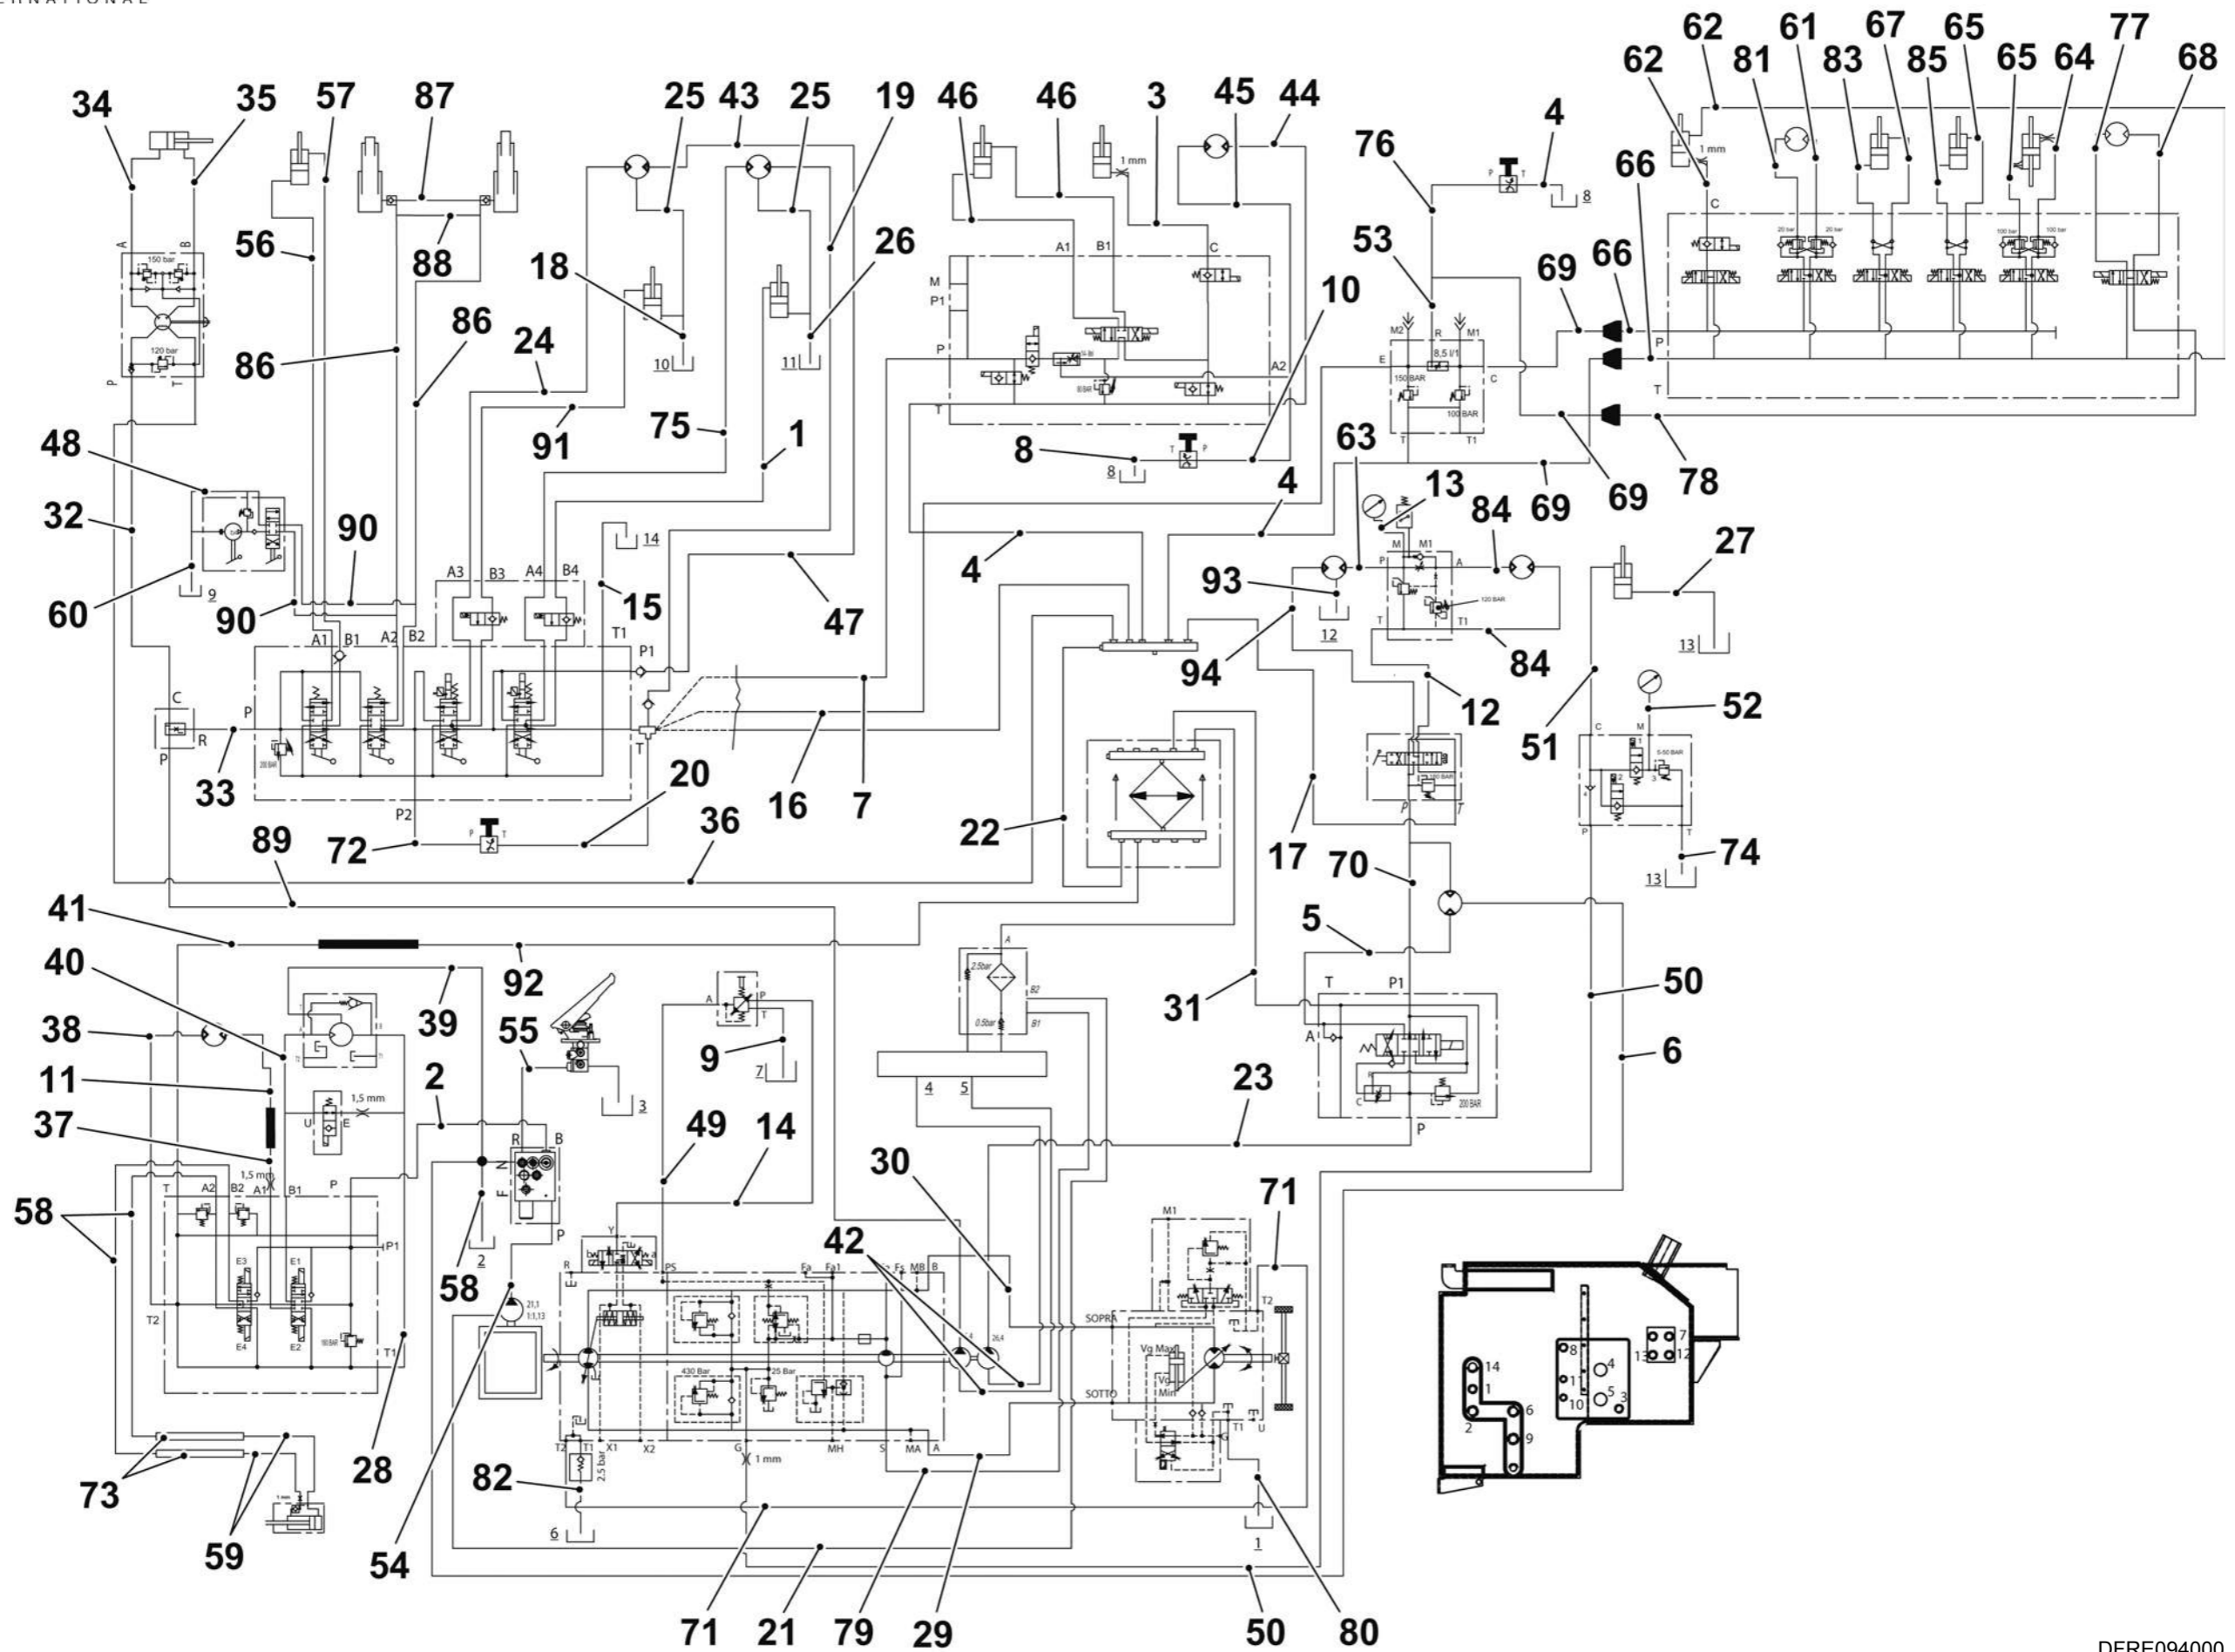 62
62
81
61
67
83
85
65
65
64
77
68
34
35
57
87
25
43
25
19
46
46
3
45
44
76
4
1 mm
1 mm
66
8
C
56
88
18
26
53
66
69
A
B
150 bar
120 bar
P
T
A1
B1
C
M
P1
P
T
A2
10
20 bar
20 bar
100 bar
100 bar
P
T
86
86
24
91
75
1
10
11
M2
R
M1
E
8,5 l/1
C
150 BAR
100 BAR
T
T1
8
8
T
P
63
13
84
69
69
78
48
32
60
9
90
90
A3
B3
A4
B4
14
15
47
4
4
93
12
94
M
M1
P
A
120 BAR
T
T1
84
12
27
13
51
52
A1
B1
A2
B2
T1
P1
C
R
P
33
P
200 BAR
T
P2
72
P
T
20
16
7
36
89
22
17
P
T
70
5
C
M
5-50 BAR
P
T
74
13
41
92
40
39
38
11
37
55
3
2
9
7
A
P
T
A
2.5bar
0.5bar
B2
B1
4
5
31
T
P1
A
R
C
200 BAR
P
50
6
23
1,5 mm
U
E
1,5 mm
58
T
A2
B2
A1
B1
P
P1
E3
E1
E4
E2
T2
T1
R
B
N
F
P
2
58
49
14
30
42
71
21,1
1:1,13
Y
b
a
R
PS
Fa
Fa1
Fs
MB
B
430 Bar
25 Bar
26,4
T2
T1
X1
X2
G
MH
S
MA
A
2.5 bar
1 mm
82
6
M1
T2
SOPRA
SOTTO
Vg Max
Vg
Min
T1
U
G
80
1
73
59
28
54
71
21
79
29
50
7
8
13
12
14
4
11
1
5
3
10
2
6
9
DFRE094000